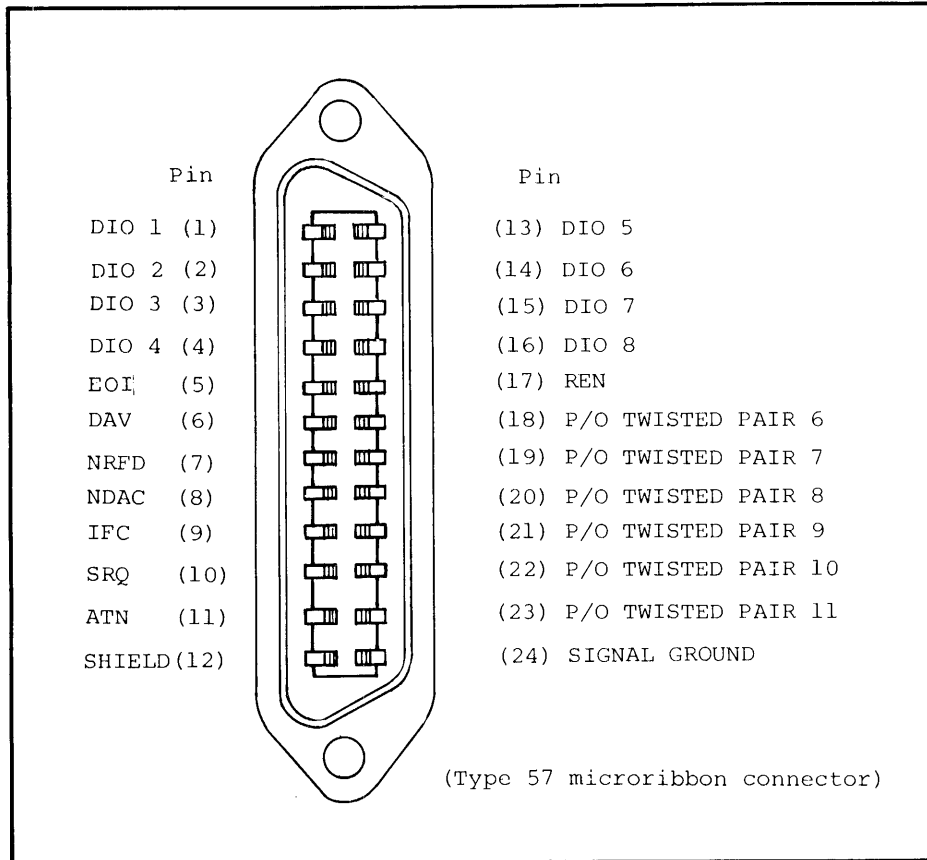 Pin Pin
DIO 1 (1) (13) DIO 5
DIO 2 (2) (14) DIO 6
DIO 3 (3) (15) DIO 7
DIO 4 (4) (16) DIO 8
EOI (5) (17) REN
DAV (6) (18) P/O TWISTED PAIR 6
NRFD (7) (19) P/O TWISTED PAIR 7
NDAC (8) (20) P/O TWISTED PAIR 8
IFC (9) (21) P/O TWISTED PAIR 9
SRQ (10) (22) P/O TWISTED PAIR 10
ATN (11) (23) P/O TWISTED PAIR 11
SHIELD (12) (24) SIGNAL GROUND
(Type 57 microribbon connector)